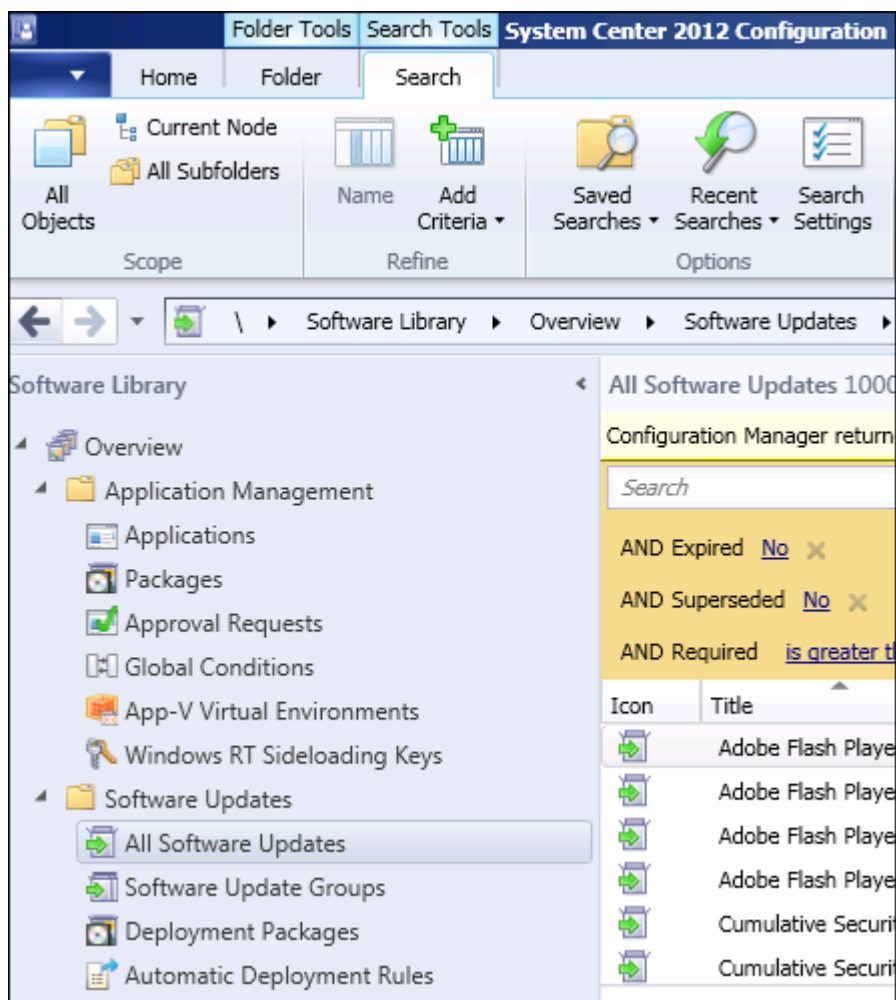 Folder Tools Search Tools System Center 2012 Configuration
Home Folder Search
All Objects
Current Node
All Subfolders
Name
Add Criteria
Saved Searches
Recent Searches
Search Settings
Scope Refine Options
\ Software Library Overview Software Updates
Software Library
Overview
Application Management
Applications
Packages
Approval Requests
Global Conditions
App-V Virtual Environments
Windows RT Sideloading Keys
Software Updates
All Software Updates
Software Update Groups
Deployment Packages
Automatic Deployment Rules
All Software Updates 1000
Configuration Manager return
Search
AND Expired No
AND Superseded No
AND Required is greater th
Icon Title
Adobe Flash Playe
Adobe Flash Playe
Adobe Flash Playe
Adobe Flash Playe
Cumulative Securit
Cumulative Securit